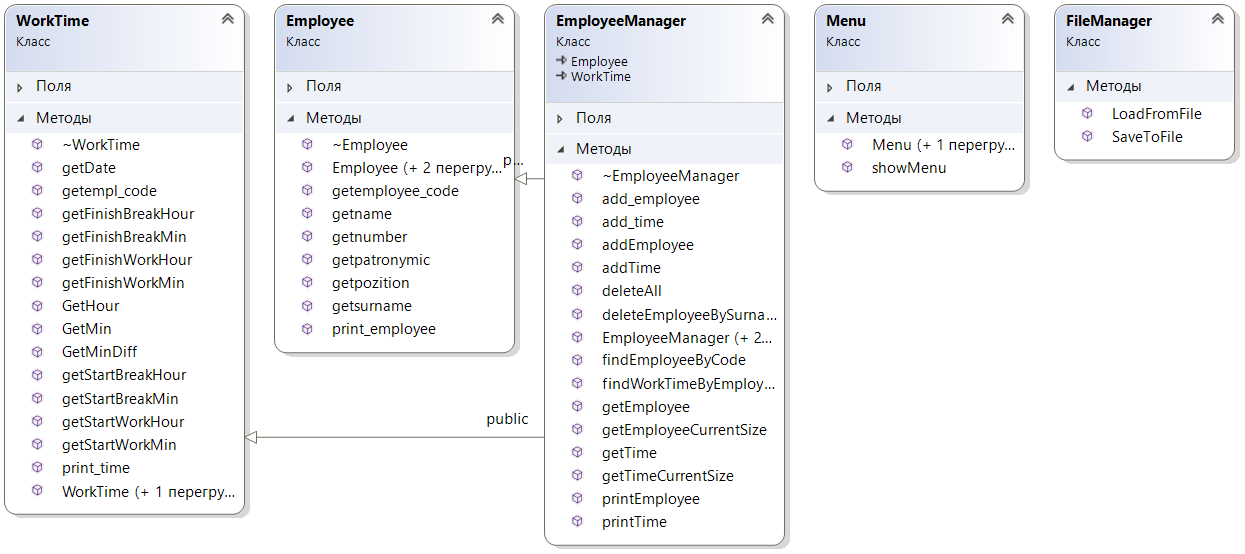 WorkTime
Класс
Поля
Методы
~WorkTime
getDate
getempl_code
getFinishBreakHour
getFinishBreakMin
getFinishWorkHour
getFinishWorkMin
GetHour
GetMin
GetMinDiff
getStartBreakHour
getStartBreakMin
getStartWorkHour
getStartWorkMin
print_time
WorkTime (+ 1 перегру...
Employee
Класс
Поля
Методы
~Employee
Employee (+ 2 перегру...
getemployee_code
getname
getnumber
getpatronymic
getpozition
getsurname
print_employee
p...
public
EmployeeManager
Класс
Employee
WorkTime
Поля
Методы
~EmployeeManager
add_employee
add_time
addEmployee
addTime
deleteAll
deleteEmployeeBySurna...
EmployeeManager (+ 2...
findEmployeeByCode
findWorkTimeByEmploy...
getEmployee
getEmployeeCurrentSize
getTime
getTimeCurrentSize
printEmployee
printTime
Menu
Класс
Поля
Методы
Menu (+ 1 перегру...
showMenu
FileManager
Класс
Методы
LoadFromFile
SaveToFile